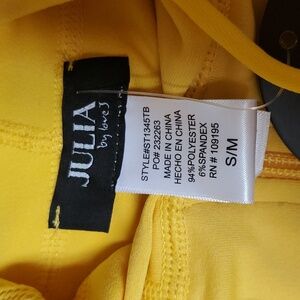 JULIA
by love J
STYLE#ST1345TB
PO# 232263
MADE IN CHINA
HECHO EN CHINA
94%POLYESTER
6%SPANDEX
RN # 109195
S/M